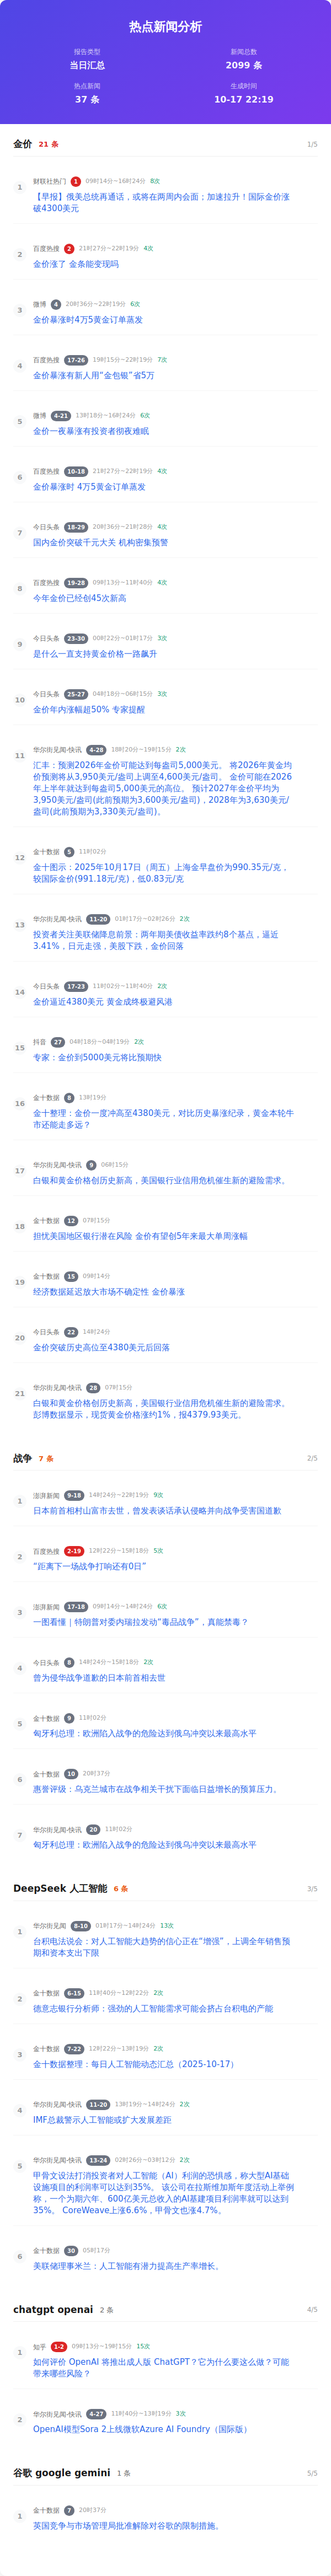 热点新闻分析
报告类型
新闻总数
当日汇总
2099 条
热点新闻
生成时间
37 条
10-17 22:19
金价 21 条 1/5
1
财联社热门 1 09时14分~16时24分 8次
【早报】俄美总统再通话，或将在两周内会面；加速拉升！国际金价涨
破4300美元
2
百度热搜 2 21时27分~22时19分 4次
金价涨了 金条能变现吗
3
微博 4 20时36分~22时19分 6次
金价暴涨时4万5黄金订单蒸发
4
百度热搜 17-26 19时15分~22时19分 7次
金价暴涨有新人用“金包银”省5万
5
微博 4-21 13时18分~16时24分 6次
金价一夜暴涨有投资者彻夜难眠
6
百度热搜 10-18 21时27分~22时19分 4次
金价暴涨时 4万5黄金订单蒸发
7
今日头条 18-29 20时36分~21时28分 4次
国内金价突破千元大关 机构密集预警
8
百度热搜 19-28 09时13分~11时40分 4次
今年金价已经创45次新高
9
今日头条 23-30 00时22分~01时17分 3次
是什么一直支持黄金价格一路飙升
10
今日头条 25-27 04时18分~06时15分 3次
金价年内涨幅超50% 专家提醒
11
华尔街见闻-快讯 4-28 18时20分~19时15分 2次
汇丰：预测2026年金价可能达到每盎司5,000美元。 将2026年黄金均
价预测将从3,950美元/盎司上调至4,600美元/盎司。 金价可能在2026
年上半年就达到每盎司5,000美元的高位。 预计2027年金价平均为
3,950美元/盎司(此前预期为3,600美元/盎司)，2028年为3,630美元/
盎司(此前预期为3,330美元/盎司)。
12
金十数据 5 11时02分
金十图示：2025年10月17日（周五）上海金早盘价为990.35元/克，
较国际金价(991.18元/克) ，低0.83元/克
13
华尔街见闻-快讯 11-20 01时17分~02时26分 2次
投资者关注美联储降息前景：两年期美债收益率跌约8个基点，逼近
3.41%，日元走强，美股下跌，金价回落
14
今日头条 17-23 11时02分~11时40分 2次
金价逼近4380美元 黄金成终极避风港
15
抖音 27 04时18分~04时19分 2次
专家：金价到5000美元将比预期快
16
金十数据 8 13时19分
金十整理：金价一度冲高至4380美元，对比历史暴涨纪录，黄金本轮牛
市还能走多远？
17
华尔街见闻-快讯 9 06时15分
白银和黄金价格创历史新高，美国银行业信用危机催生新的避险需求。
18
金十数据 12 07时15分
担忧美国地区银行潜在风险 金价有望创5年来最大单周涨幅
19
金十数据 15 09时14分
经济数据延迟放大市场不确定性 金价暴涨
20
今日头条 22 14时24分
金价突破历史高位至4380美元后回落
21
华尔街见闻-快讯 28 07时15分
白银和黄金价格创历史新高，美国银行业信用危机催生新的避险需求。
彭博数据显示，现货黄金价格涨约1%，报4379.93美元。
战争 7 条 2/5
1
澎湃新闻 9-18 14时24分~22时19分 9次
日本前首相村山富市去世，曾发表谈话承认侵略并向战争受害国道歉
2
百度热搜 2-19 12时22分~15时18分 5次
“距离下一场战争打响还有0日”
3
澎湃新闻 17-18 09时14分~14时24分 6次
一图看懂｜特朗普对委内瑞拉发动“毒品战争”，真能禁毒？
4
今日头条 8 14时24分~15时18分 2次
曾为侵华战争道歉的日本前首相去世
5
金十数据 9 11时02分
匈牙利总理：欧洲陷入战争的危险达到俄乌冲突以来最高水平
6
金十数据 10 20时37分
惠誉评级：乌克兰城市在战争相关干扰下面临日益增长的预算压力。
7
华尔街见闻-快讯 20 11时02分
匈牙利总理：欧洲陷入战争的危险达到俄乌冲突以来最高水平
DeepSeek 人工智能 6 条 3/5
1
华尔街见闻 8-10 01时17分~14时24分 13次
台积电法说会：对人工智能大趋势的信心正在“增强”，上调全年销售预
期和资本支出下限
2
金十数据 6-15 11时40分~12时22分 2次
德意志银行分析师：强劲的人工智能需求可能会挤占台积电的产能
3
金十数据 7-22 12时22分~13时19分 2次
金十数据整理：每日人工智能动态汇总（2025-10-17）
4
华尔街见闻-快讯 11-20 13时19分~14时24分 2次
IMF总裁警示人工智能或扩大发展差距
5
华尔街见闻-快讯 13-24 02时26分~03时12分 2次
甲骨文设法打消投资者对人工智能（AI）利润的恐惧感，称大型AI基础
设施项目的利润率可以达到35%。 该公司在拉斯维加斯年度活动上举例
称，一个为期六年、600亿美元总收入的AI基建项目利润率就可以达到
35%。 CoreWeave上涨6.6%，甲骨文也涨4.7%。
6
金十数据 30 05时17分
美联储理事米兰：人工智能有潜力提高生产率增长。
chatgpt openai 2 条 4/5
1
知乎 1-2 09时13分~19时15分 15次
如何评价 OpenAI 将推出成人版 ChatGPT？它为什么要这么做？可能
带来哪些风险？
2
华尔街见闻-快讯 4-27 11时40分~13时19分 3次
OpenAI模型Sora 2上线微软Azure AI Foundry（国际版）
谷歌 google gemini 1 条 5/5
1
金十数据 7 20时37分
英国竞争与市场管理局批准解除对谷歌的限制措施。